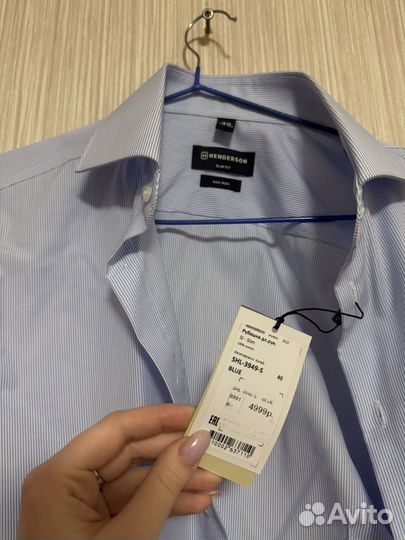 HENDERSON
SLIM FIT
NON-IRON
HENDERSON
Рубашка дл.рук.
Sl - Slim
SHL-3949-S 40
BLUE
SHL-3949-S BLUE
4999р.
EAC
Avito